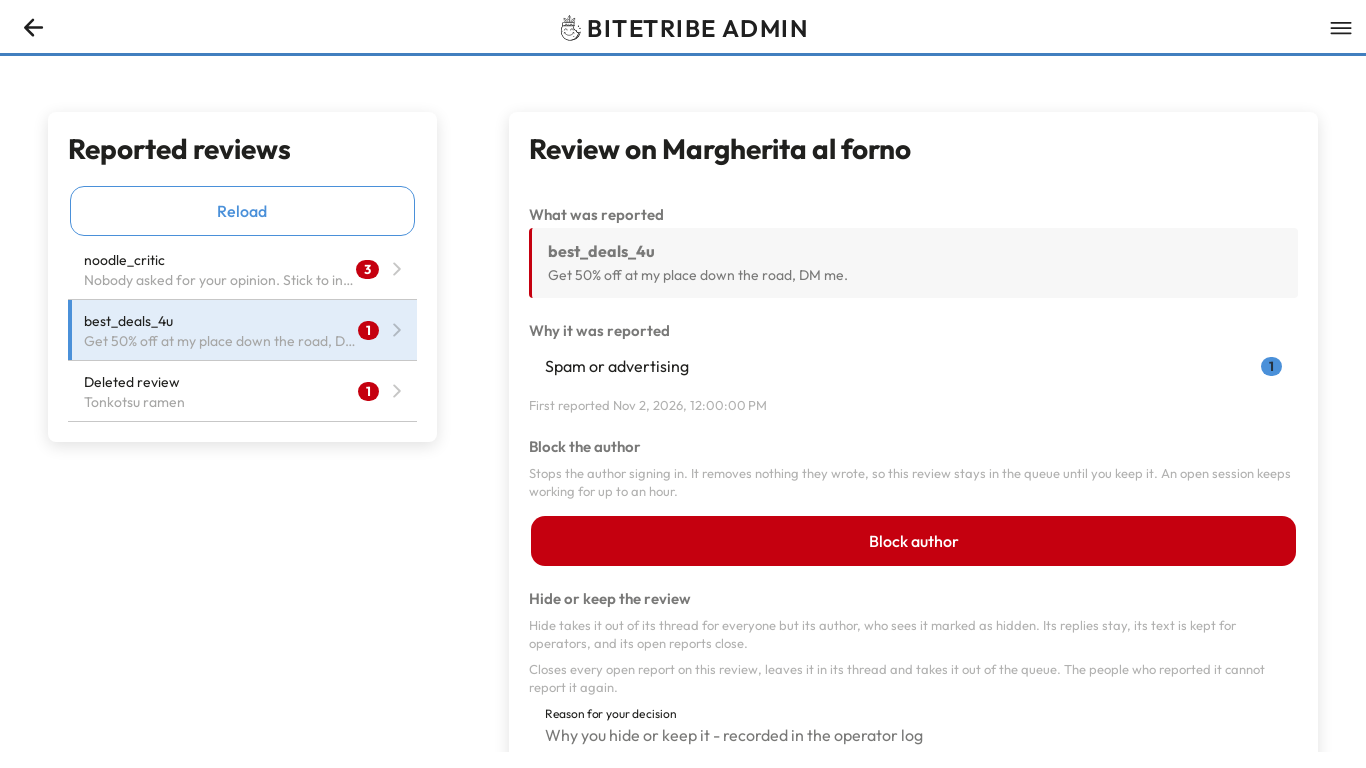 BITETRIBE ADMIN
Reported reviews
Reload
noodle_critic
Nobody asked for your opinion. Stick to in...
3
best_deals_4u
Get 50% off at my place down the road, D...
1
Deleted review
Tonkotsu ramen
1
Review on Margherita al forno
What was reported
best_deals_4u
Get 50% off at my place down the road, DM me.
Why it was reported
Spam or advertising
1
First reported Nov 2, 2026, 12:00:00 PM
Block the author
Stops the author signing in. It removes nothing they wrote, so this review stays in the queue until you keep it. An open session keeps
working for up to an hour.
Block author
Hide or keep the review
Hide takes it out of its thread for everyone but its author, who sees it marked as hidden. Its replies stay, its text is kept for
operators, and its open reports close.
Closes every open report on this review, leaves it in its thread and takes it out of the queue. The people who reported it cannot
report it again.
Reason for your decision
Why you hide or keep it - recorded in the operator log